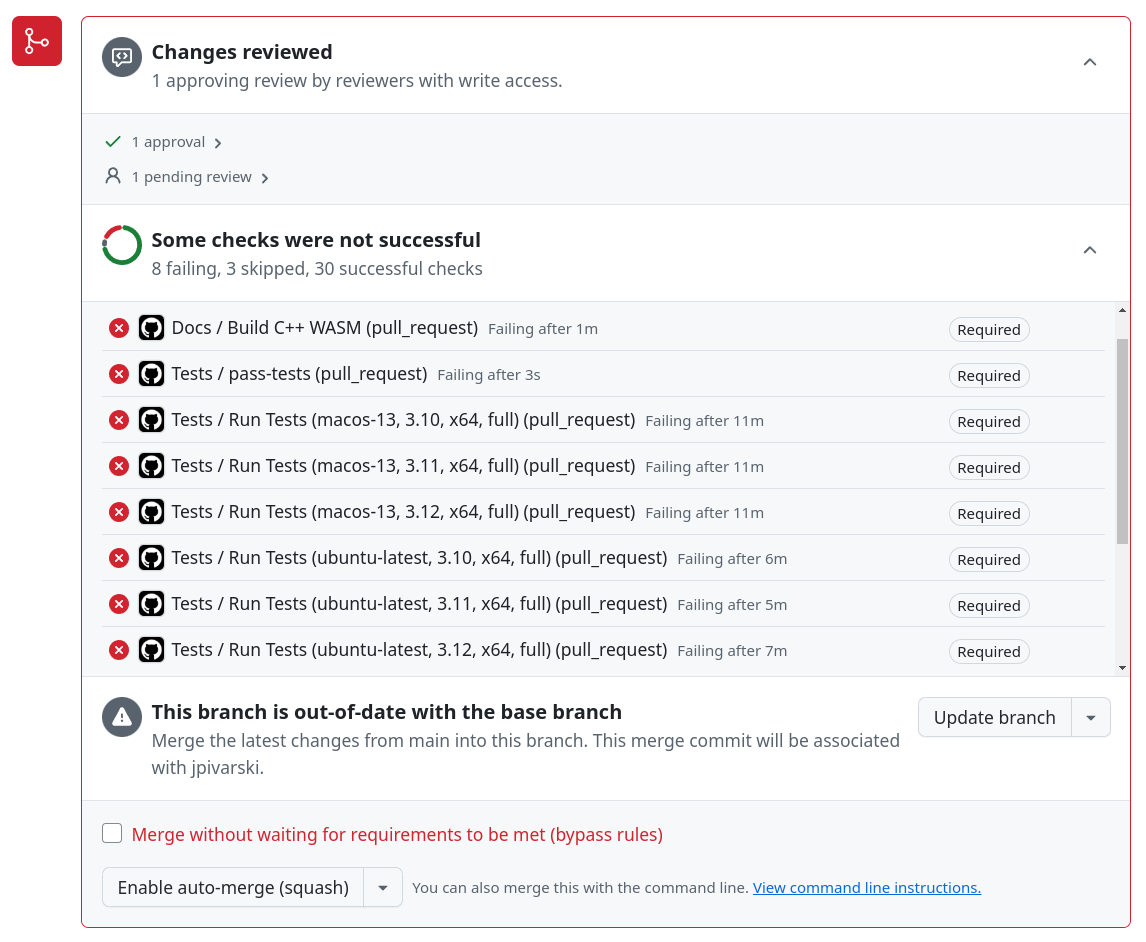 Changes reviewed
1 approving review by reviewers with write access.
1 approval
1 pending review
Some checks were not successful
8 failing, 3 skipped, 30 successful checks
Docs / Build C++ WASM (pull_request) Failing after 1m Required
Tests / pass-tests (pull_request) Failing after 3s Required
Tests / Run Tests (macos-13, 3.10, x64, full) (pull_request) Failing after 11m Required
Tests / Run Tests (macos-13, 3.11, x64, full) (pull_request) Failing after 11m Required
Tests / Run Tests (macos-13, 3.12, x64, full) (pull_request) Failing after 11m Required
Tests / Run Tests (ubuntu-latest, 3.10, x64, full) (pull_request) Failing after 6m Required
Tests / Run Tests (ubuntu-latest, 3.11, x64, full) (pull_request) Failing after 5m Required
Tests / Run Tests (ubuntu-latest, 3.12, x64, full) (pull_request) Failing after 7m Required
This branch is out-of-date with the base branch
Update branch
Merge the latest changes from main into this branch. This merge commit will be associated
with jpivarski.
Merge without waiting for requirements to be met (bypass rules)
Enable auto-merge (squash) You can also merge this with the command line. View command line instructions.